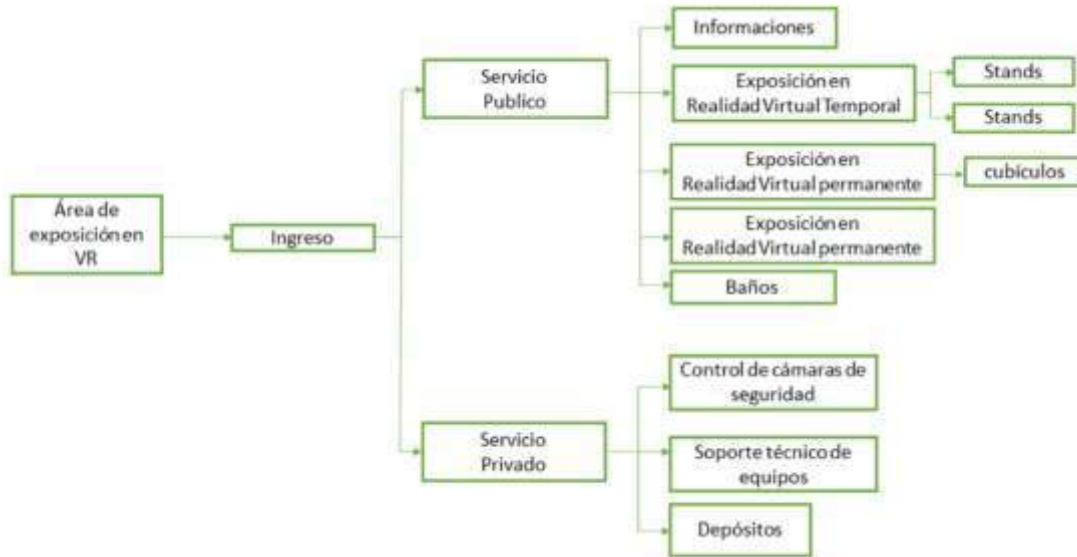 Área de
exposición en
VR
Ingreso
Servicio
Publico
Informaciones
Exposición en
Realidad Virtual Temporal
Stands
Stands
Exposición en
Realidad Virtual permanente
cubículos
Exposición en
Realidad Virtual permanente
Baños
Servicio
Privado
Control de cámaras de
seguridad
Soporte técnico de
equipos
Depósitos